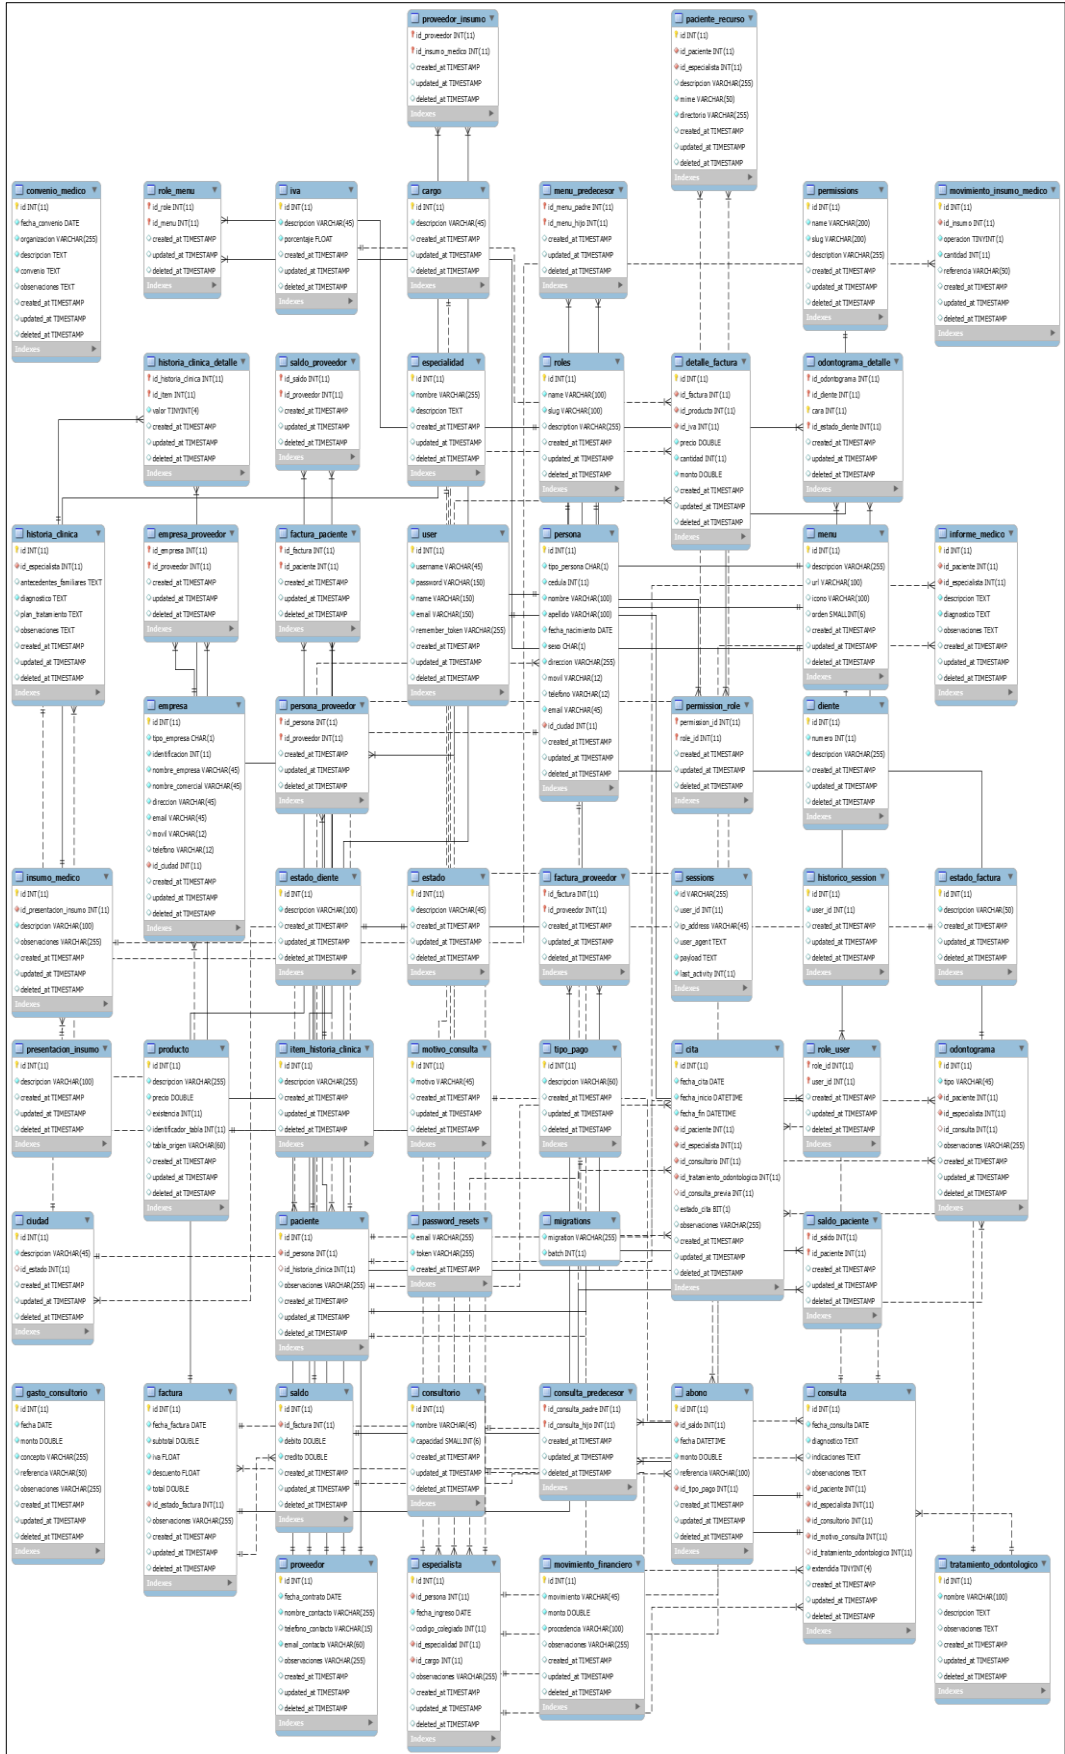 proveedor_insumo
id_proveedor INT(11)
id_insumo_medico INT(11)
created_at TIMESTAMP
updated_at TIMESTAMP
deleted_at TIMESTAMP
Indexes
paciente_recurso
id INT(11)
id_paciente INT(11)
id_especialista INT(11)
descripcion VARCHAR(255)
mime VARCHAR(50)
directorio VARCHAR(255)
created_at TIMESTAMP
updated_at TIMESTAMP
deleted_at TIMESTAMP
Indexes
convenio_medico
id INT(11)
fecha_convenio DATE
organizacion VARCHAR(255)
descripcion TEXT
convenio TEXT
observaciones TEXT
created_at TIMESTAMP
updated_at TIMESTAMP
deleted_at TIMESTAMP
Indexes
role_menu
id_role INT(11)
id_menu INT(11)
created_at TIMESTAMP
updated_at TIMESTAMP
deleted_at TIMESTAMP
Indexes
iva
id INT(11)
descripcion VARCHAR(45)
porcentaje FLOAT
created_at TIMESTAMP
updated_at TIMESTAMP
deleted_at TIMESTAMP
Indexes
cargo
id INT(11)
descripcion VARCHAR(45)
created_at TIMESTAMP
updated_at TIMESTAMP
deleted_at TIMESTAMP
Indexes
menu_predecesor
id_menu_padre INT(11)
id_menu_hijo INT(11)
created_at TIMESTAMP
updated_at TIMESTAMP
deleted_at TIMESTAMP
Indexes
permissions
id INT(11)
name VARCHAR(200)
slug VARCHAR(200)
description VARCHAR(255)
created_at TIMESTAMP
updated_at TIMESTAMP
deleted_at TIMESTAMP
Indexes
movimiento_insumo_medico
id INT(11)
id_insumo INT(11)
operacion TINYINT(1)
cantidad INT(11)
referencia VARCHAR(50)
created_at TIMESTAMP
updated_at TIMESTAMP
deleted_at TIMESTAMP
Indexes
historia_clinica_detalle
id_historia_clinica INT(11)
id_item INT(11)
valor TINYINT(4)
created_at TIMESTAMP
updated_at TIMESTAMP
deleted_at TIMESTAMP
Indexes
saldo_proveedor
id_saldo INT(11)
id_proveedor INT(11)
created_at TIMESTAMP
updated_at TIMESTAMP
deleted_at TIMESTAMP
Indexes
especialidad
id INT(11)
nombre VARCHAR(255)
descripcion TEXT
created_at TIMESTAMP
updated_at TIMESTAMP
deleted_at TIMESTAMP
Indexes
roles
id INT(11)
name VARCHAR(100)
slug VARCHAR(100)
description VARCHAR(255)
created_at TIMESTAMP
updated_at TIMESTAMP
deleted_at TIMESTAMP
Indexes
detalle_factura
id INT(11)
id_factura INT(11)
id_producto INT(11)
id_iva INT(11)
precio DOUBLE
cantidad INT(11)
monto DOUBLE
created_at TIMESTAMP
updated_at TIMESTAMP
deleted_at TIMESTAMP
Indexes
odontograma_detalle
id_odontograma INT(11)
id_diente INT(11)
cara INT(11)
id_estado_diente INT(11)
created_at TIMESTAMP
updated_at TIMESTAMP
deleted_at TIMESTAMP
Indexes
historia_clinica
id INT(11)
id_especialista INT(11)
antecedentes_familiares TEXT
diagnostico TEXT
plan_tratamiento TEXT
observaciones TEXT
created_at TIMESTAMP
updated_at TIMESTAMP
deleted_at TIMESTAMP
Indexes
empresa_proveedor
id_empresa INT(11)
id_proveedor INT(11)
created_at TIMESTAMP
updated_at TIMESTAMP
deleted_at TIMESTAMP
Indexes
factura_paciente
id_factura INT(11)
id_paciente INT(11)
created_at TIMESTAMP
updated_at TIMESTAMP
deleted_at TIMESTAMP
Indexes
user
id INT(11)
username VARCHAR(45)
password VARCHAR(150)
name VARCHAR(150)
email VARCHAR(150)
remember_token VARCHAR(255)
created_at TIMESTAMP
updated_at TIMESTAMP
deleted_at TIMESTAMP
Indexes
persona
id INT(11)
tipo_persona CHAR(1)
cedula INT(11)
nombre VARCHAR(100)
apellido VARCHAR(100)
fecha_nacimiento DATE
sexo CHAR(1)
direccion VARCHAR(255)
movil VARCHAR(12)
telefono VARCHAR(12)
email VARCHAR(45)
id_ciudad INT(11)
created_at TIMESTAMP
updated_at TIMESTAMP
deleted_at TIMESTAMP
Indexes
menu
id INT(11)
descripcion VARCHAR(255)
url VARCHAR(100)
icono VARCHAR(100)
orden SMALLINT(6)
created_at TIMESTAMP
updated_at TIMESTAMP
deleted_at TIMESTAMP
Indexes
informe_medico
id INT(11)
id_paciente INT(11)
id_especialista INT(11)
descripcion TEXT
diagnostico TEXT
observaciones TEXT
created_at TIMESTAMP
updated_at TIMESTAMP
deleted_at TIMESTAMP
Indexes
empresa
id INT(11)
tipo_empresa CHAR(1)
identificacion INT(11)
nombre_empresa VARCHAR(45)
nombre_comercial VARCHAR(45)
direccion VARCHAR(45)
email VARCHAR(45)
movil VARCHAR(12)
telefono VARCHAR(12)
id_ciudad INT(11)
created_at TIMESTAMP
updated_at TIMESTAMP
deleted_at TIMESTAMP
Indexes
persona_proveedor
id_persona INT(11)
id_proveedor INT(11)
created_at TIMESTAMP
updated_at TIMESTAMP
deleted_at TIMESTAMP
Indexes
permission_role
permission_id INT(11)
role_id INT(11)
created_at TIMESTAMP
updated_at TIMESTAMP
deleted_at TIMESTAMP
Indexes
diente
id INT(11)
numero INT(11)
descripcion VARCHAR(255)
created_at TIMESTAMP
updated_at TIMESTAMP
deleted_at TIMESTAMP
Indexes
insumo_medico
id INT(11)
id_presentacion_insumo INT(11)
descripcion VARCHAR(100)
observaciones VARCHAR(255)
created_at TIMESTAMP
updated_at TIMESTAMP
deleted_at TIMESTAMP
Indexes
estado_diente
id INT(11)
descripcion VARCHAR(100)
created_at TIMESTAMP
updated_at TIMESTAMP
deleted_at TIMESTAMP
Indexes
estado
id INT(11)
descripcion VARCHAR(45)
created_at TIMESTAMP
updated_at TIMESTAMP
deleted_at TIMESTAMP
Indexes
factura_proveedor
id_factura INT(11)
id_proveedor INT(11)
created_at TIMESTAMP
updated_at TIMESTAMP
deleted_at TIMESTAMP
Indexes
sessions
id VARCHAR(255)
user_id INT(11)
ip_address VARCHAR(45)
user_agent TEXT
payload TEXT
last_activity INT(11)
Indexes
historico_session
id INT(11)
user_id INT(11)
created_at TIMESTAMP
updated_at TIMESTAMP
deleted_at TIMESTAMP
Indexes
estado_factura
id INT(11)
descripcion VARCHAR(50)
created_at TIMESTAMP
updated_at TIMESTAMP
deleted_at TIMESTAMP
Indexes
presentacion_insumo
id INT(11)
descripcion VARCHAR(100)
created_at TIMESTAMP
updated_at TIMESTAMP
deleted_at TIMESTAMP
Indexes
producto
id INT(11)
descripcion VARCHAR(255)
precio DOUBLE
existencia INT(11)
identificador_tabla INT(11)
tabla_origen VARCHAR(60)
created_at TIMESTAMP
updated_at TIMESTAMP
deleted_at TIMESTAMP
Indexes
item_historia_clinica
id INT(11)
descripcion VARCHAR(255)
created_at TIMESTAMP
updated_at TIMESTAMP
deleted_at TIMESTAMP
Indexes
motivo_consulta
id INT(11)
motivo VARCHAR(45)
created_at TIMESTAMP
updated_at TIMESTAMP
deleted_at TIMESTAMP
Indexes
tipo_pago
id INT(11)
descripcion VARCHAR(60)
created_at TIMESTAMP
updated_at TIMESTAMP
deleted_at TIMESTAMP
Indexes
cita
id INT(11)
fecha_cita DATE
fecha_inicio DATETIME
fecha_fin DATETIME
id_paciente INT(11)
id_especialista INT(11)
id_consultorio INT(11)
id_tratamiento_odontologico INT(11)
id_consulta_previa INT(11)
estado_cita BIT(1)
observaciones VARCHAR(255)
created_at TIMESTAMP
updated_at TIMESTAMP
deleted_at TIMESTAMP
Indexes
role_user
role_id INT(11)
user_id INT(11)
created_at TIMESTAMP
updated_at TIMESTAMP
deleted_at TIMESTAMP
Indexes
odontograma
id INT(11)
tipo VARCHAR(45)
id_paciente INT(11)
id_especialista INT(11)
id_consulta INT(11)
observaciones VARCHAR(255)
created_at TIMESTAMP
updated_at TIMESTAMP
deleted_at TIMESTAMP
Indexes
ciudad
id INT(11)
descripcion VARCHAR(45)
id_estado INT(11)
created_at TIMESTAMP
updated_at TIMESTAMP
deleted_at TIMESTAMP
Indexes
paciente
id INT(11)
id_persona INT(11)
id_historia_clinica INT(11)
observaciones VARCHAR(255)
created_at TIMESTAMP
updated_at TIMESTAMP
deleted_at TIMESTAMP
Indexes
password_resets
email VARCHAR(255)
token VARCHAR(255)
created_at TIMESTAMP
Indexes
migrations
migration VARCHAR(255)
batch INT(11)
Indexes
saldo_paciente
id_saldo INT(11)
id_paciente INT(11)
created_at TIMESTAMP
updated_at TIMESTAMP
deleted_at TIMESTAMP
Indexes
gasto_consultorio
id INT(11)
fecha DATE
monto DOUBLE
concepto VARCHAR(255)
referencia VARCHAR(50)
observaciones VARCHAR(255)
created_at TIMESTAMP
updated_at TIMESTAMP
deleted_at TIMESTAMP
Indexes
factura
id INT(11)
fecha_factura DATE
subtotal DOUBLE
iva FLOAT
descuento FLOAT
total DOUBLE
id_estado_factura INT(11)
observaciones VARCHAR(255)
created_at TIMESTAMP
updated_at TIMESTAMP
deleted_at TIMESTAMP
Indexes
saldo
id INT(11)
id_factura INT(11)
debito DOUBLE
credito DOUBLE
created_at TIMESTAMP
updated_at TIMESTAMP
deleted_at TIMESTAMP
Indexes
consultorio
id INT(11)
nombre VARCHAR(45)
capacidad SMALLINT(6)
created_at TIMESTAMP
updated_at TIMESTAMP
deleted_at TIMESTAMP
Indexes
consulta_predecesor
id_consulta_padre INT(11)
id_consulta_hijo INT(11)
created_at TIMESTAMP
updated_at TIMESTAMP
deleted_at TIMESTAMP
Indexes
abono
id INT(11)
id_saldo INT(11)
fecha DATETIME
monto DOUBLE
referencia VARCHAR(100)
id_tipo_pago INT(11)
created_at TIMESTAMP
updated_at TIMESTAMP
deleted_at TIMESTAMP
Indexes
consulta
id INT(11)
fecha_consulta DATE
diagnostico TEXT
indicaciones TEXT
observaciones TEXT
id_paciente INT(11)
id_especialista INT(11)
id_consultorio INT(11)
id_motivo_consulta INT(11)
id_tratamiento_odontologico INT(11)
extendida TINYINT(4)
created_at TIMESTAMP
updated_at TIMESTAMP
deleted_at TIMESTAMP
Indexes
proveedor
id INT(11)
fecha_contrato DATE
nombre_contacto VARCHAR(255)
telefono_contacto VARCHAR(15)
email_contacto VARCHAR(60)
observaciones VARCHAR(255)
created_at TIMESTAMP
updated_at TIMESTAMP
deleted_at TIMESTAMP
Indexes
especialista
id INT(11)
id_persona INT(11)
fecha_ingreso DATE
codigo_colegiado INT(11)
id_especialidad INT(11)
id_cargo INT(11)
observaciones VARCHAR(255)
created_at TIMESTAMP
updated_at TIMESTAMP
deleted_at TIMESTAMP
Indexes
movimiento_financiero
id INT(11)
movimiento VARCHAR(45)
monto DOUBLE
procedencia VARCHAR(100)
observaciones VARCHAR(255)
created_at TIMESTAMP
updated_at TIMESTAMP
deleted_at TIMESTAMP
Indexes
tratamiento_odontologico
id INT(11)
nombre VARCHAR(100)
descripcion TEXT
observaciones TEXT
created_at TIMESTAMP
updated_at TIMESTAMP
deleted_at TIMESTAMP
Indexes